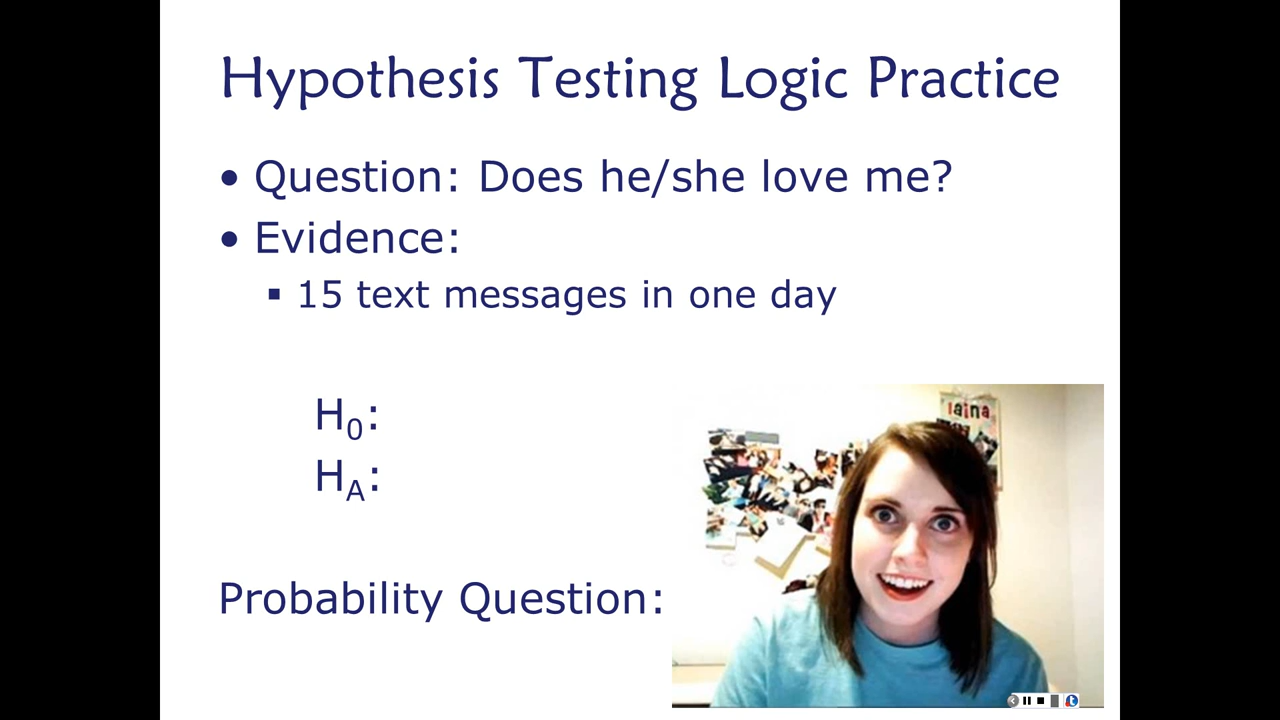 Hypothesis Testing Logic Practice
• Question: Does he/she love me?
• Evidence:
▪ 15 text messages in one day
H₀:
Hₐ:
laina
Probability Question: